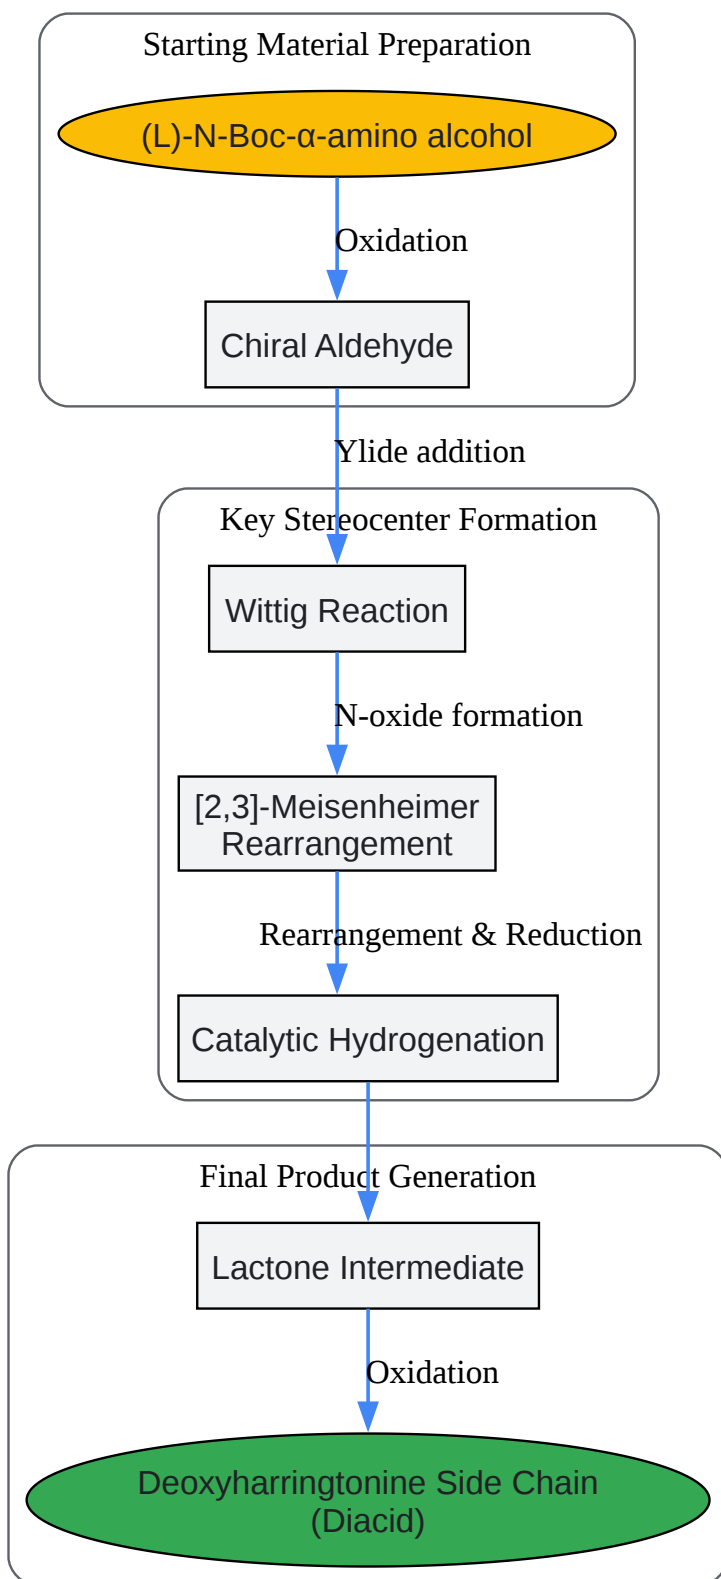 Starting Material Preparation
(L)-N-Boc-α-amino alcohol
Oxidation
Chiral Aldehyde
Ylide addition
Key Stereocenter Formation
Wittig Reaction
N-oxide formation
[2,3]-Meisenheimer
Rearrangement
Rearrangement & Reduction
Catalytic Hydrogenation
Final Product Generation
Lactone Intermediate
Oxidation
Deoxyharringtonine Side Chain
(Diacid)